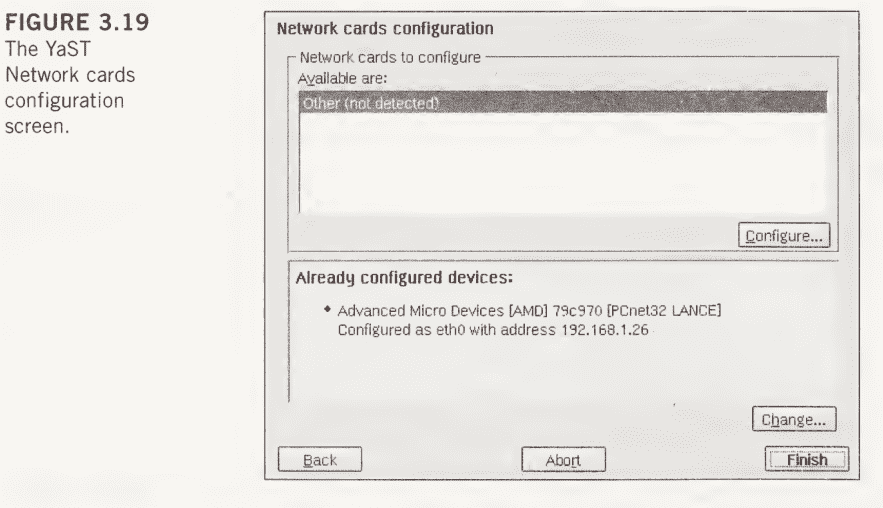 FIGURE 3.19
The YaST
Network cards
configuration
screen.
Network cards configuration
Network cards to configure
Available are:
Other (not detected)
Configure...
Already configured devices:
◆ Advanced Micro Devices [AMD] 79c970 [PCnet32 LANCE]
Configured as eth0 with address 192.168.1.26
Change...
Back
Abort
Finish